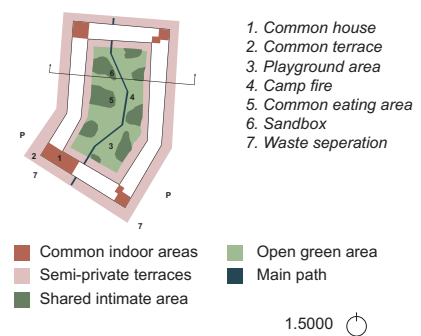 1. Common house
2. Common terrace
3. Playground area
4. Camp fire
5. Common eating area
6. Sandbox
7. Waste seperation
6
4
5
3
P
2
1
7
P
7
Common indoor areas
Semi-private terraces
Shared intimate area
Open green area
Main path
1.5000